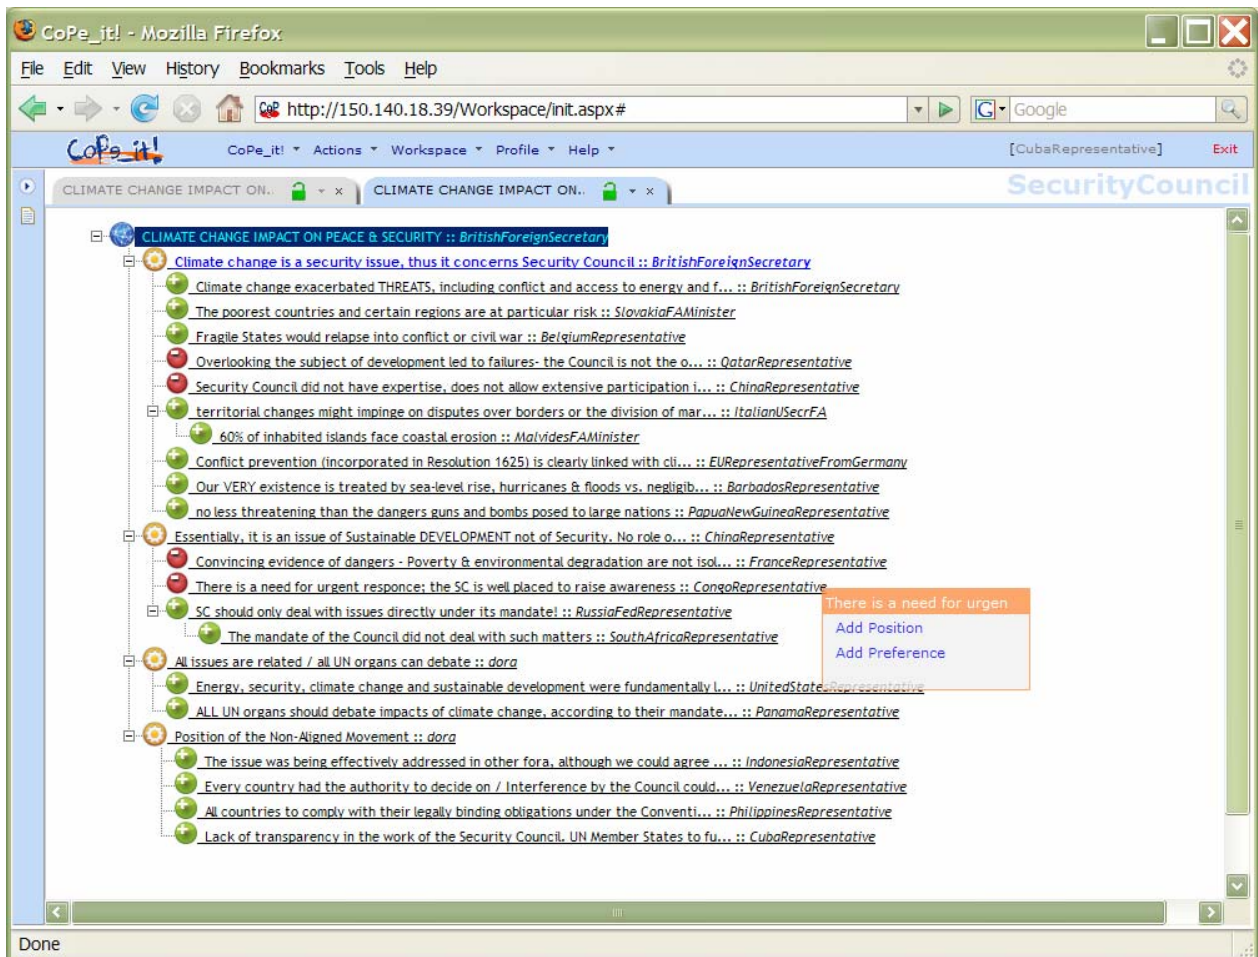 CoPe_it! - Mozilla Firefox
File Edit View History Bookmarks Tools Help
CoP http://150.140.18.39/Workspace/init.aspx# G Google
CoPe_it! CoPe_it! Actions Workspace Profile Help [CubaRepresentative] Exit
CLIMATE CHANGE IMPACT ON.. x CLIMATE CHANGE IMPACT ON.. x SecurityCouncil
CLIMATE CHANGE IMPACT ON PEACE & SECURITY :: BritishForeignSecretary
Climate change is a security issue, thus it concerns Security Council :: BritishForeignSecretary
Climate change exacerbated THREATS, including conflict and access to energy and f... :: BritishForeignSecretary
The poorest countries and certain regions are at particular risk :: SlovakiaFAMinister
Fragile States would relapse into conflict or civil war :: BelgiumRepresentative
Overlooking the subject of development led to failures- the Council is not the o... :: QatarRepresentative
Security Council did not have expertise, does not allow extensive participation i... :: ChinaRepresentative
territorial changes might impinge on disputes over borders or the division of mar... :: ItalianUSecrFA
60% of inhabited islands face coastal erosion :: MalvidesFAMinister
Conflict prevention (incorporated in Resolution 1625) is clearly linked with cli... :: EURepresentativeFromGermany
Our VERY existence is treated by sea-level rise, hurricanes & floods vs. negligib... :: BarbadosRepresentative
no less threatening than the dangers guns and bombs posed to large nations :: PapuaNewGuineaRepresentative
Essentially, it is an issue of Sustainable DEVELOPMENT not of Security. No role o... :: ChinaRepresentative
Convincing evidence of dangers - Poverty & environmental degradation are not isol... :: FranceRepresentative
There is a need for urgent responce; the SC is well placed to raise awareness :: CongoRepresentative
There is a need for urgen
SC should only deal with issues directly under its mandate! :: RussiaFedRepresentative
Add Position
The mandate of the Council did not deal with such matters :: SouthAfricaRepresentative
Add Preference
All issues are related / all UN organs can debate :: dora
Energy, security, climate change and sustainable development were fundamentally l... :: UnitedStatesRepresentative
ALL UN organs should debate impacts of climate change, according to their mandate... :: PanamaRepresentative
Position of the Non-Aligned Movement :: dora
The issue was being effectively addressed in other fora, although we could agree ... :: IndonesiaRepresentative
Every country had the authority to decide on / Interference by the Council could... :: VenezuelaRepresentative
All countries to comply with their legally binding obligations under the Conventi... :: PhilippinesRepresentative
Lack of transparency in the work of the Security Council. UN Member States to fu... :: CubaRepresentative
Done